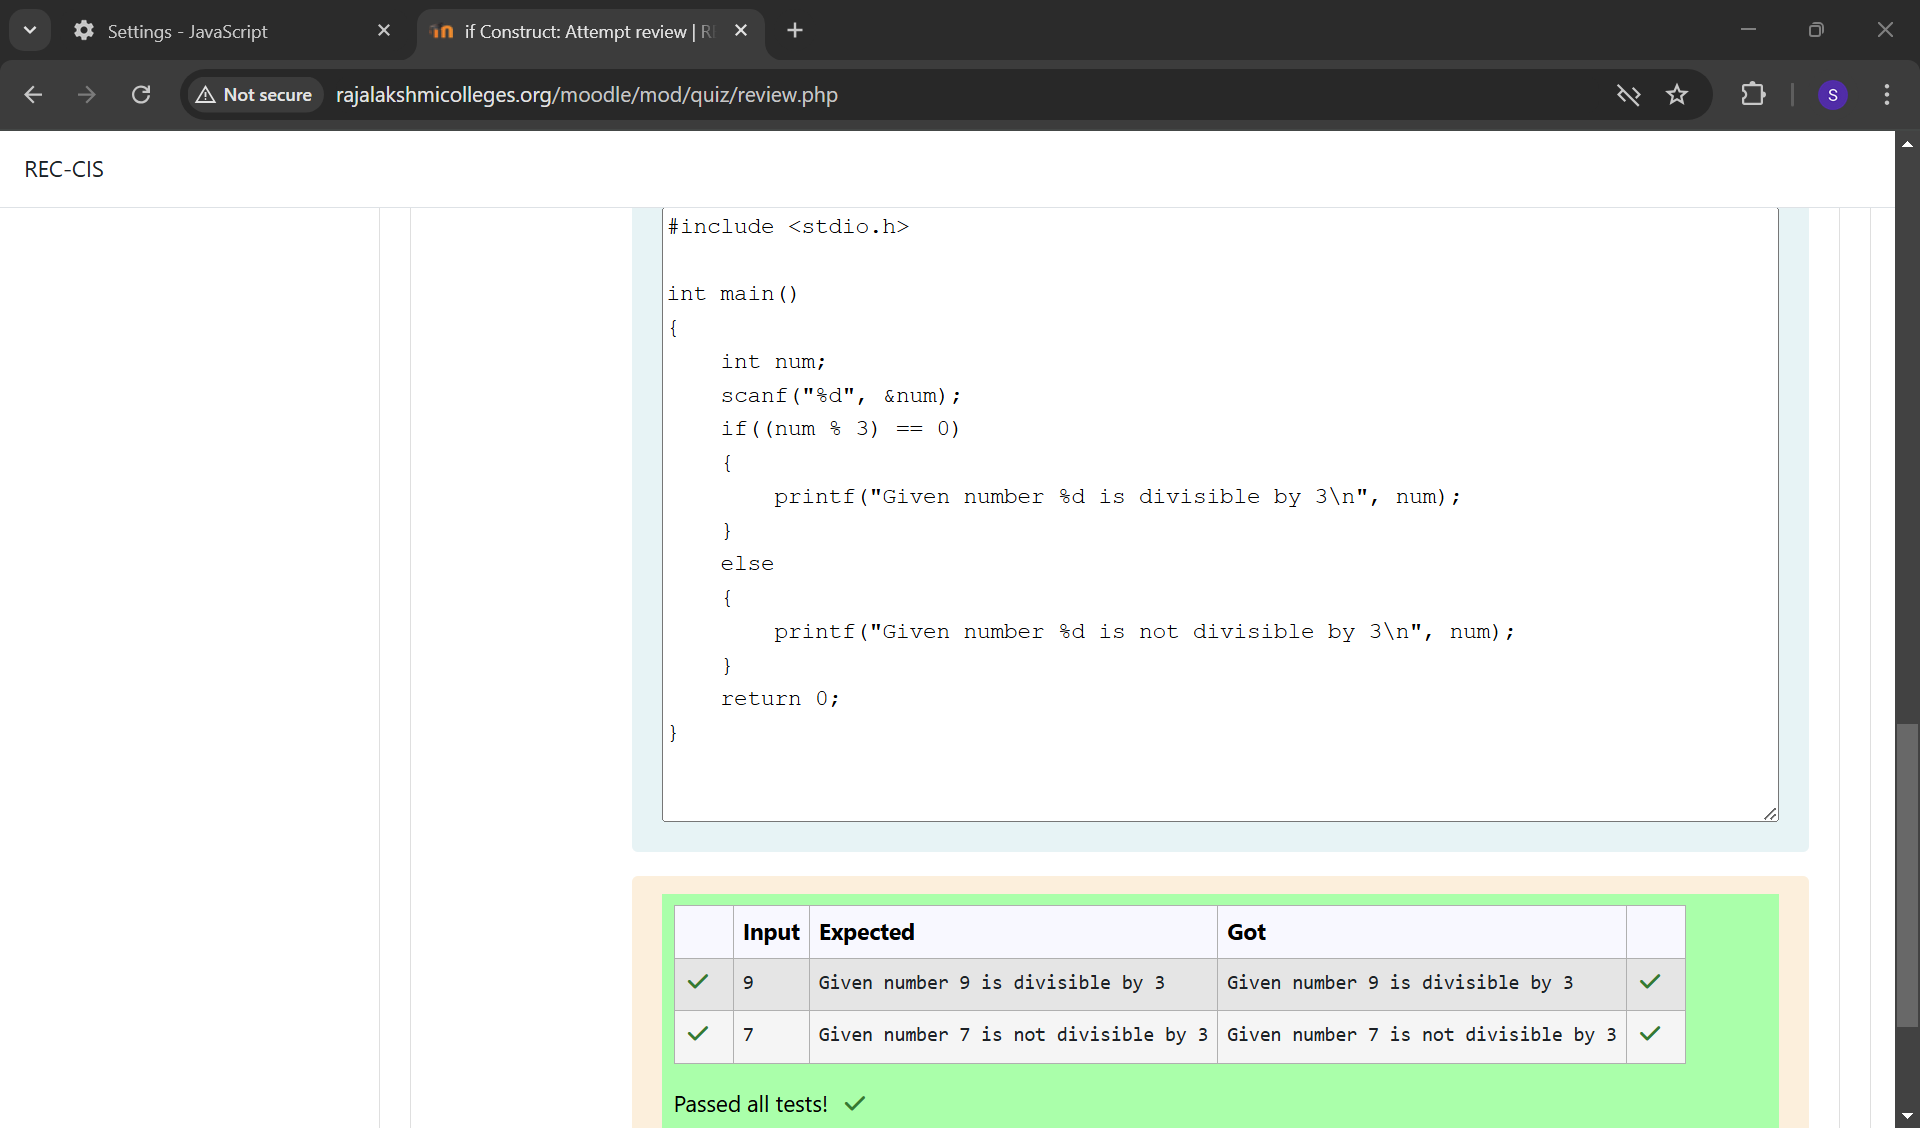 Settings - JavaScript
if Construct: Attempt review | R
Not secure
rajalakshmicolleges.org/moodle/mod/quiz/review.php
S
REC-CIS
#include <stdio.h>
int main()
{
int num;
scanf("%d", &num);
if((num % 3) == 0)
{
printf("Given number %d is divisible by 3\n", num);
}
else
{
printf("Given number %d is not divisible by 3\n", num);
}
return 0;
}
Input Expected Got
9 Given number 9 is divisible by 3 Given number 9 is divisible by 3
7 Given number 7 is not divisible by 3 Given number 7 is not divisible by 3
Passed all tests!